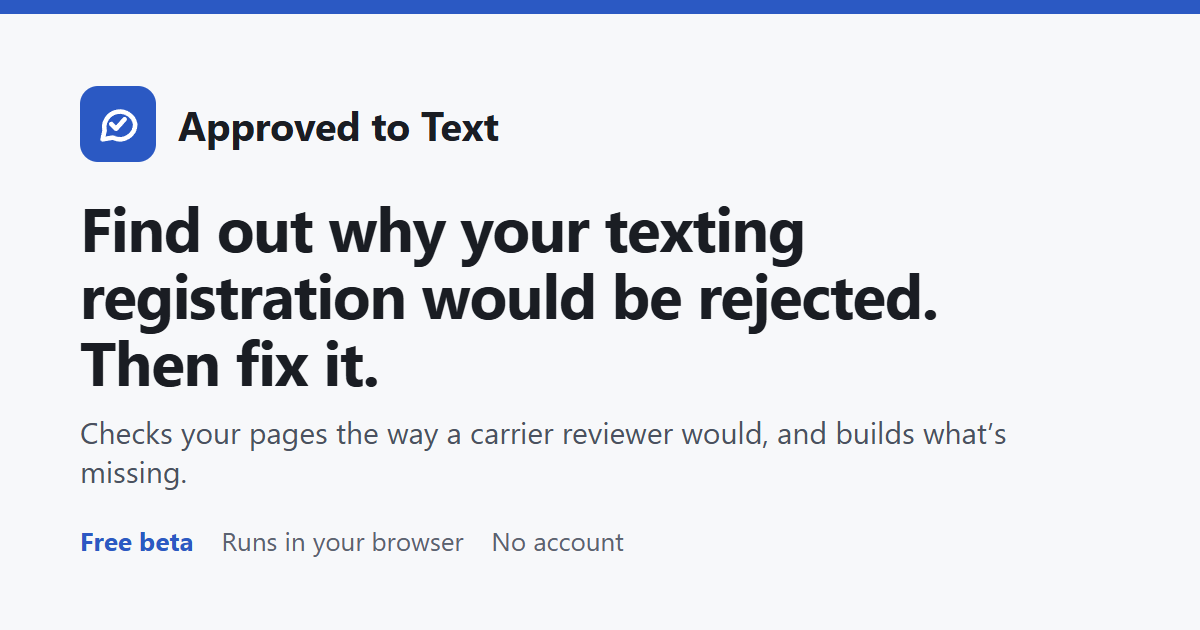 Approved to Text
Find out why your texting
registration would be rejected.
Then fix it.
Checks your pages the way a carrier reviewer would, and builds what’s
missing.
Free beta Runs in your browser No account